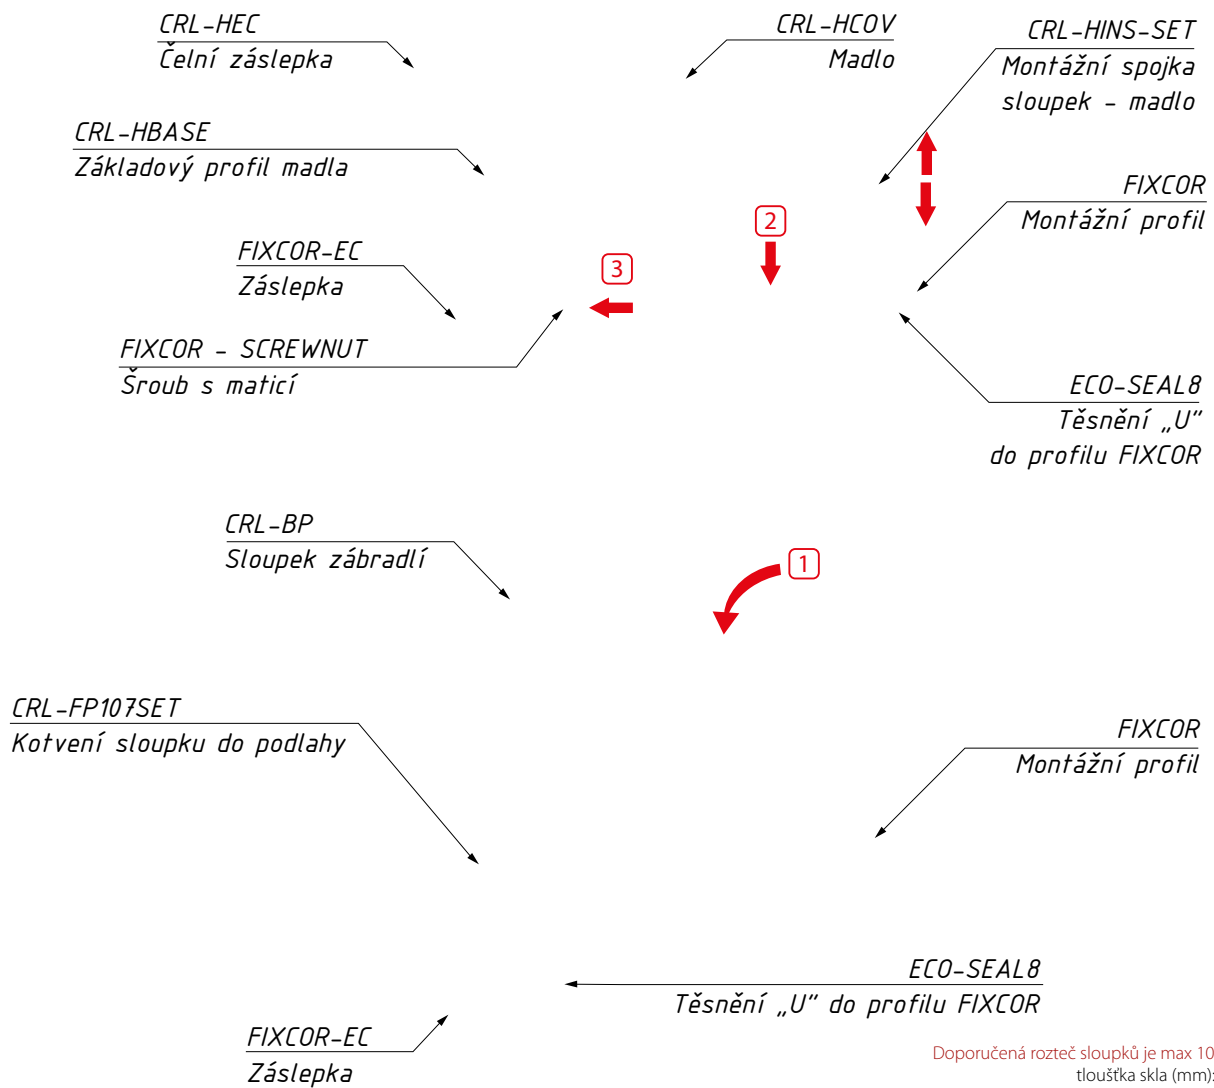 CRL-HEC
Čelní záslepka
CRL-HCOV
Madlo
CRL-HINS-SET
Montážní spojka
sloupek - madlo
CRL-HBASE
Základový profil madla
FIXCOR
Montážní profil
2
FIXCOR-EC
Záslepka
3
FIXCOR - SCREWNUT
Šroub s maticí
ECO-SEAL8
Těsnění „U"
do profilu FIXCOR
CRL-BP
Sloupek zábradlí
1
CRL-FP107SET
Kotvení sloupku do podlahy
FIXCOR
Montážní profil
ECO-SEAL8
Těsnění „U" do profilu FIXCOR
FIXCOR-EC
Záslepka
Doporučená rozteč sloupků je max 10
tloušťka skla (mm):